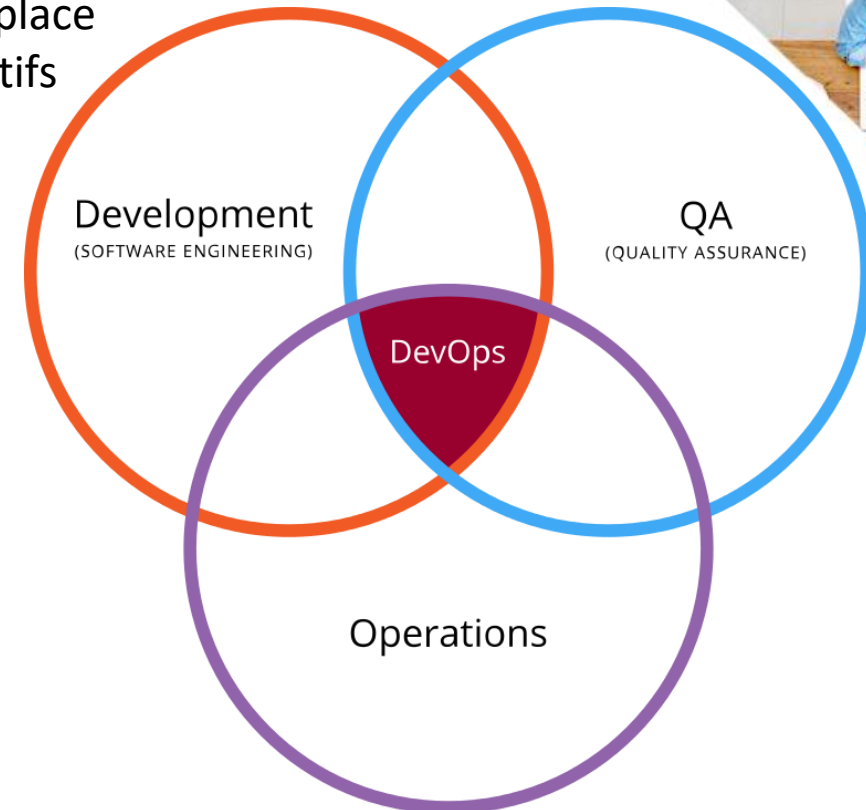 place
tifs
Development
(SOFTWARE ENGINEERING)
QA
(QUALITY ASSURANCE)
DevOps
Operations